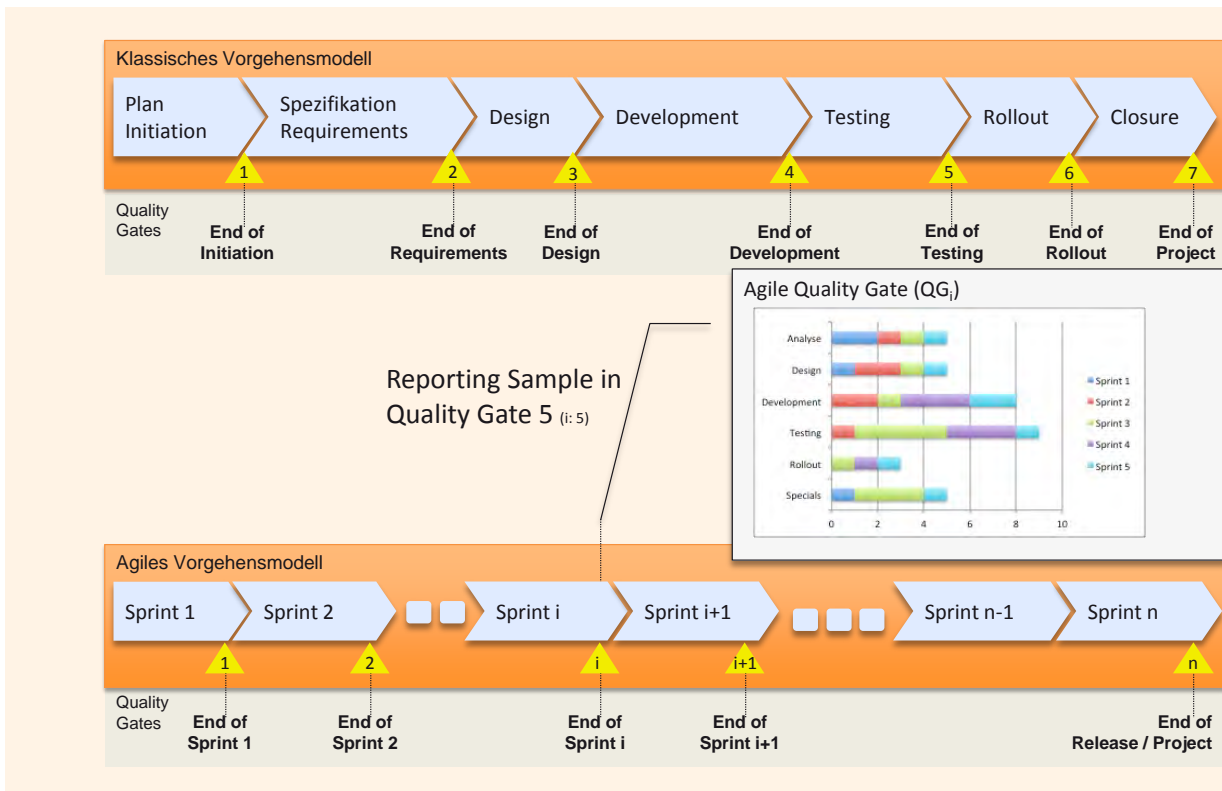 Klassisches Vorgehensmodell
Plan
Initiation
Spezifikation
Requirements
Design
Development
Testing
Rollout
Closure
1
2
3
4
5
6
7
Quality
Gates
End of
Initiation
End of
Requirements
End of
Design
End of
Development
End of
Testing
End of
Rollout
End of
Project
Agile Quality Gate (QGi)
Analyse
Design
Development
Testing
Rollout
Specials
0
2
4
6
8
10
Sprint 1
Sprint 2
Sprint 3
Sprint 4
Sprint 5
Reporting Sample in
Quality Gate 5 (i: 5)
Agiles Vorgehensmodell
Sprint 1
Sprint 2
Sprint i
Sprint i+1
Sprint n-1
Sprint n
1
2
i
i+1
n
Quality
Gates
End of
Sprint 1
End of
Sprint 2
End of
Sprint i
End of
Sprint i+1
End of
Release / Project